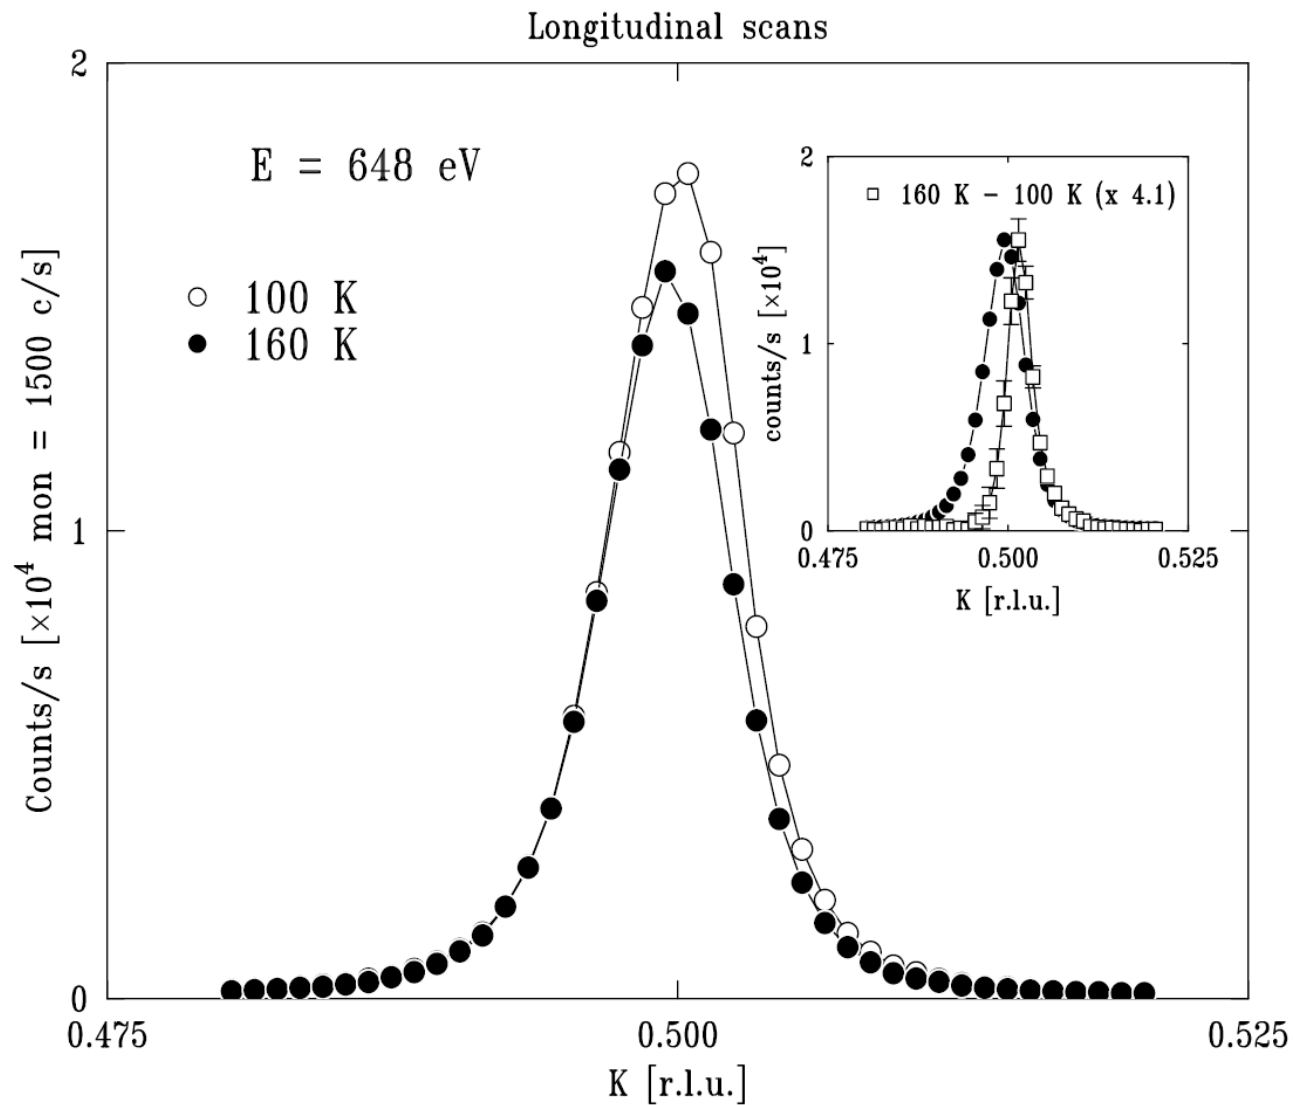 Longitudinal scans
2
E = 648 eV
100 K
160 K
1
0
0.475 0.500 0.525
K [r.l.u.]
Counts/s [×10⁴ mon = 1500 c/s]
160 K − 100 K (x 4.1)
2
1
0
0.475 0.500 0.525
K [r.l.u.]
counts/s [×10⁴]